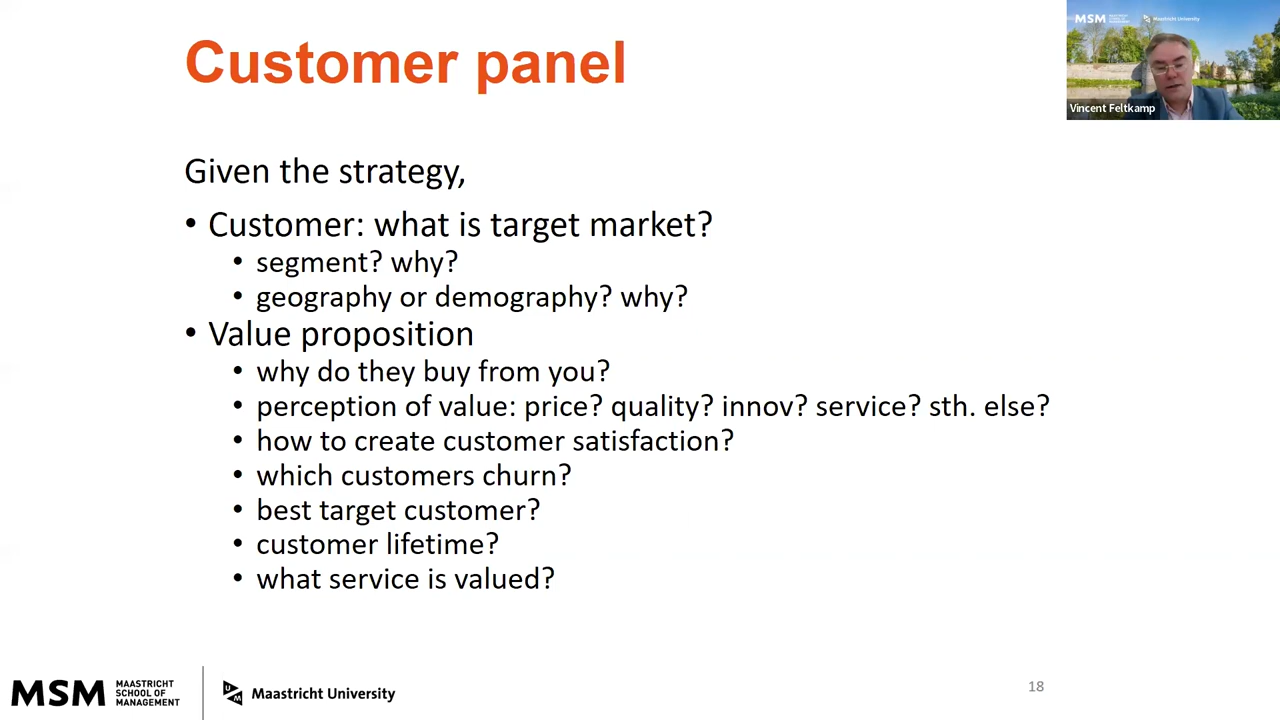 Customer panel
MSM
Maastricht University
Vincent Feltkamp
Given the strategy,
• Customer: what is target market?
• segment? why?
• geography or demography? why?
• Value proposition
• why do they buy from you?
• perception of value: price? quality? innov? service? sth. else?
• how to create customer satisfaction?
• which customers churn?
• best target customer?
• customer lifetime?
• what service is valued?
MSM
MAASTRICHT
SCHOOL OF
MANAGEMENT
Maastricht University
18